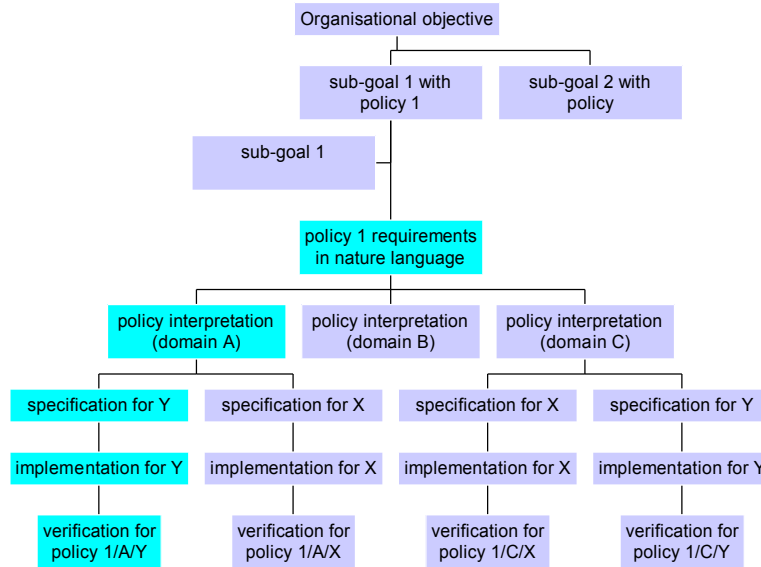 Organisational objective
sub-goal 1 with
policy 1
sub-goal 2 with
policy
sub-goal 1
policy 1 requirements
in nature language
policy interpretation
(domain A)
policy interpretation
(domain B)
policy interpretation
(domain C)
specification for Y
specification for X
specification for X
specification for Y
implementation for Y
implementation for X
implementation for X
implementation for Y
verification for
policy 1/A/Y
verification for
policy 1/A/X
verification for
policy 1/C/X
verification for
policy 1/C/Y